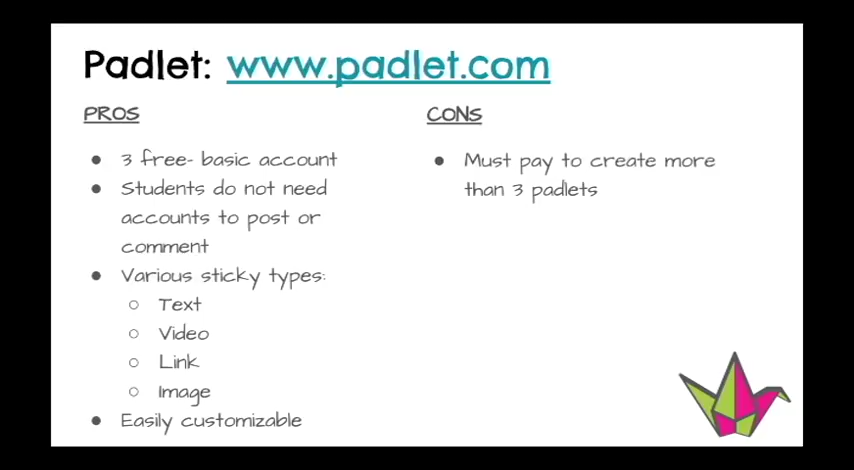 Padlet: www.padlet.com
PROS
3 free- basic account
Students do not need
accounts to post or
comment
Various sticky types:
Text
Video
Link
Image
Easily customizable
CONS
Must pay to create more
than 3 padlets